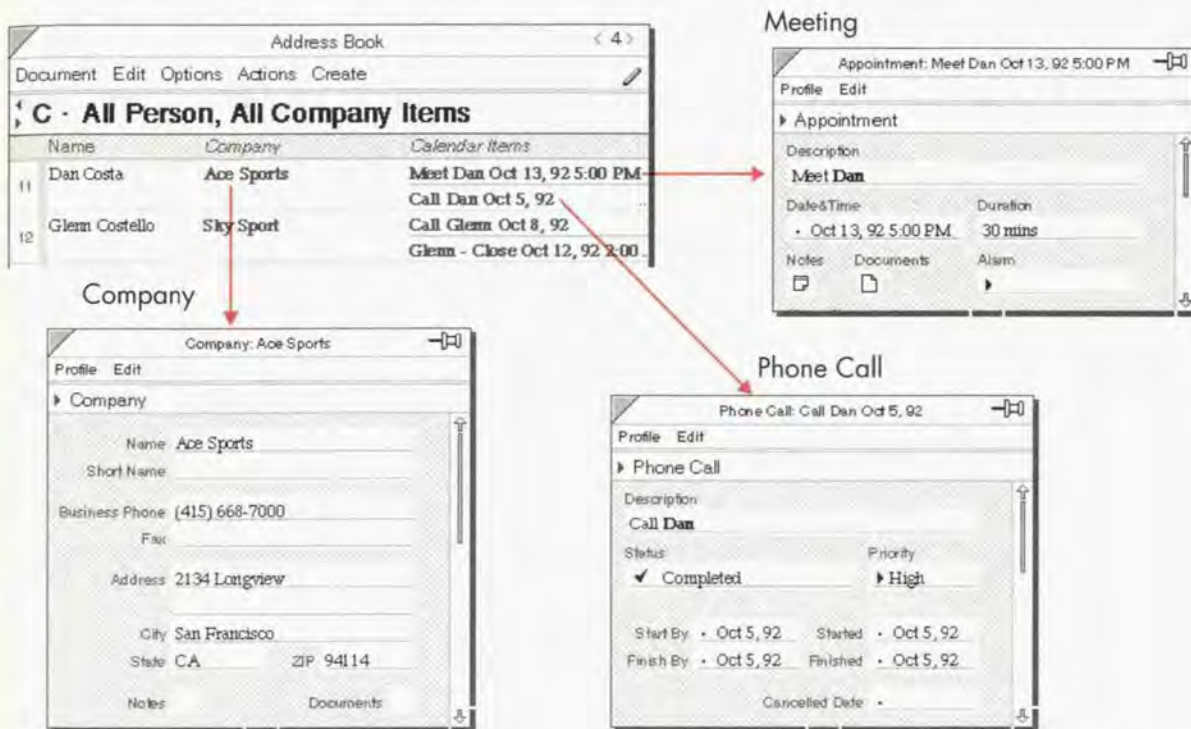 Address Book < 4 >
Document Edit Options Actions Create
C · All Person, All Company Items
Name Company Calendar Items
11 Dan Costa Ace Sports Meet Dan Oct 13, 92 5:00 PM
Call Dan Oct 5, 92
12 Glenn Costello Sky Sport Call Glenn Oct 8, 92
Glenn - Close Oct 12, 92 2:00
Meeting
Appointment: Meet Dan Oct 13, 92 5:00 PM
Profile Edit
Appointment
Description
Meet Dan
Date&Time Duration
· Oct 13, 92 5:00 PM 30 mins
Notes Documents Alarm
Company
Company: Ace Sports
Profile Edit
Company
Name Ace Sports
Short Name
Business Phone (415) 668-7000
Fax
Address 2134 Longview
City San Francisco
State CA ZIP 94114
Notes Documents
Phone Call
Phone Call: Call Dan Oct 5, 92
Profile Edit
Phone Call
Description
Call Dan
Status Priority
✔ Completed High
Start By · Oct 5, 92 Started · Oct 5, 92
Finish By · Oct 5, 92 Finished · Oct 5, 92
Cancelled Date ·